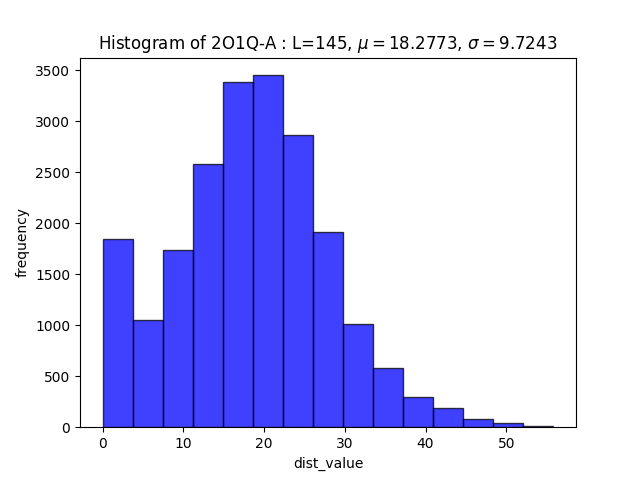 Histogram of 2O1Q-A : L=145, μ = 18.2773, σ = 9.7243
3500
3000
2500
2000
1500
1000
500
0
frequency
0 10 20 30 40 50
dist_value